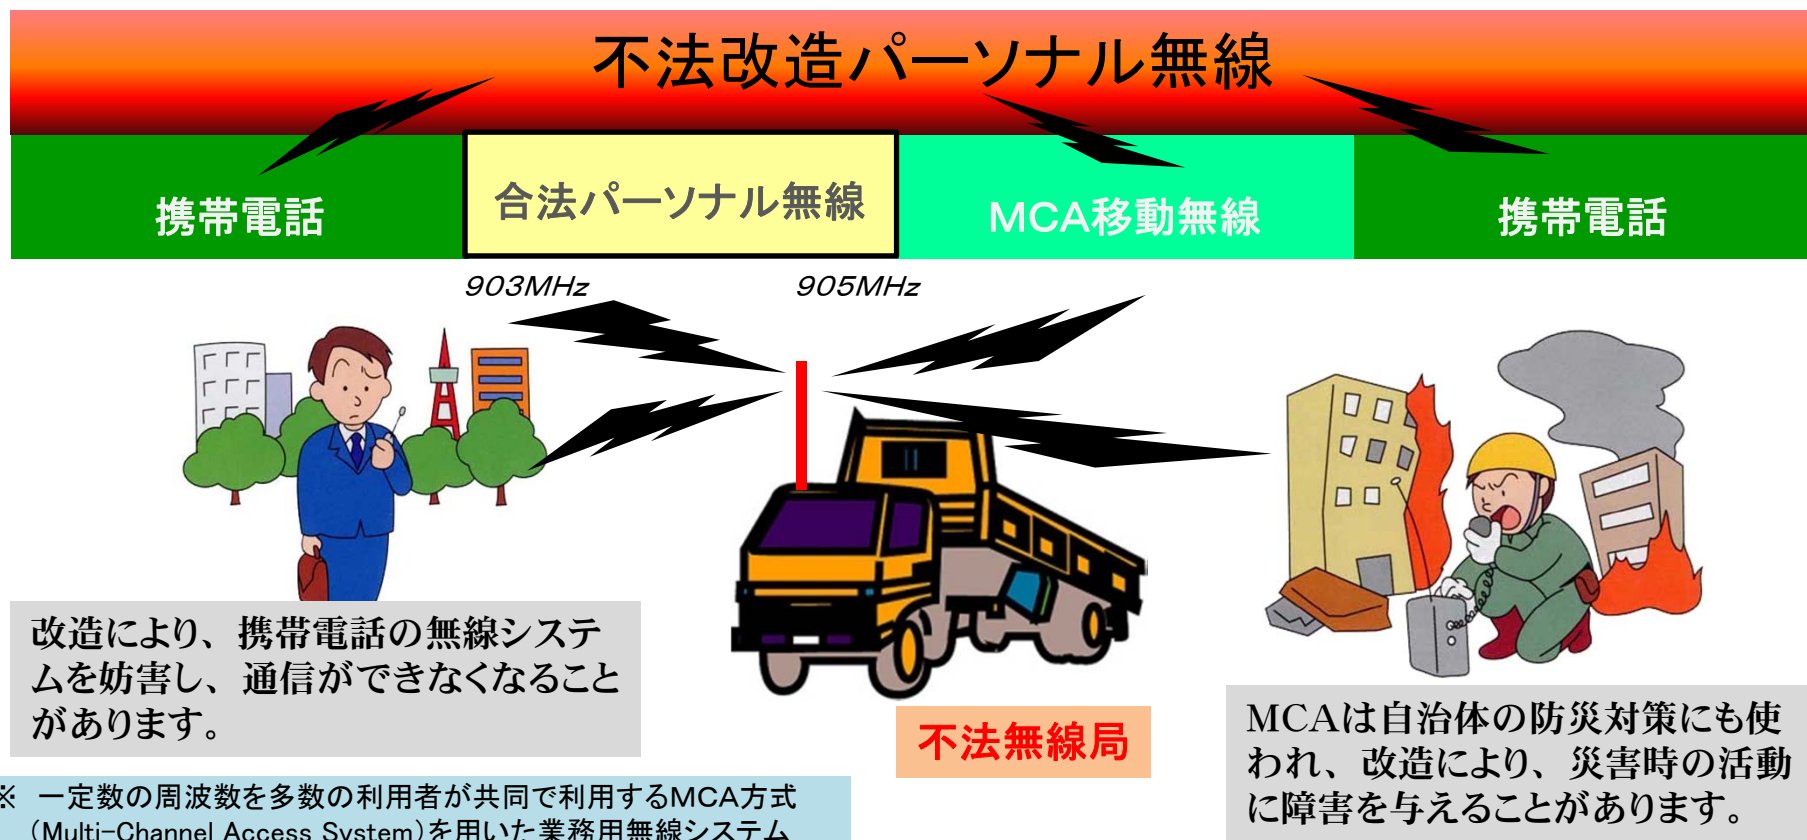 不法改造パーソナル無線
携帯電話
合法パーソナル無線
MCA移動無線
携帯電話
903MHz
905MHz
改造により、携帯電話の無線システ
ムを妨害し、通信ができなくなること
があります。
不法無線局
MCAは自治体の防災対策にも使
われ、改造により、災害時の活動
に障害を与えることがあります。
※ 一定数の周波数を多数の利用者が共同で利用するMCA方式
(Multi-Channel Access System)を用いた業務用無線システム